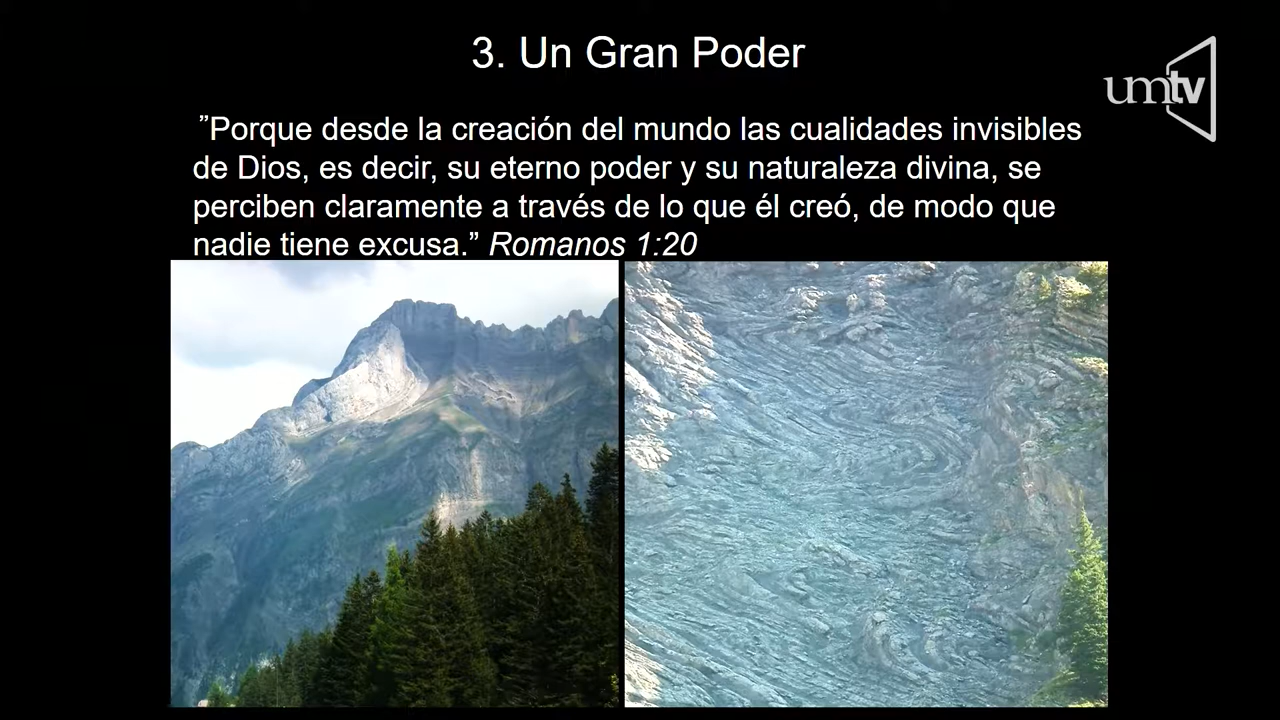 3. Un Gran Poder
umtv
”Porque desde la creación del mundo las cualidades invisibles
de Dios, es decir, su eterno poder y su naturaleza divina, se
perciben claramente a través de lo que él creó, de modo que
nadie tiene excusa.” Romanos 1:20